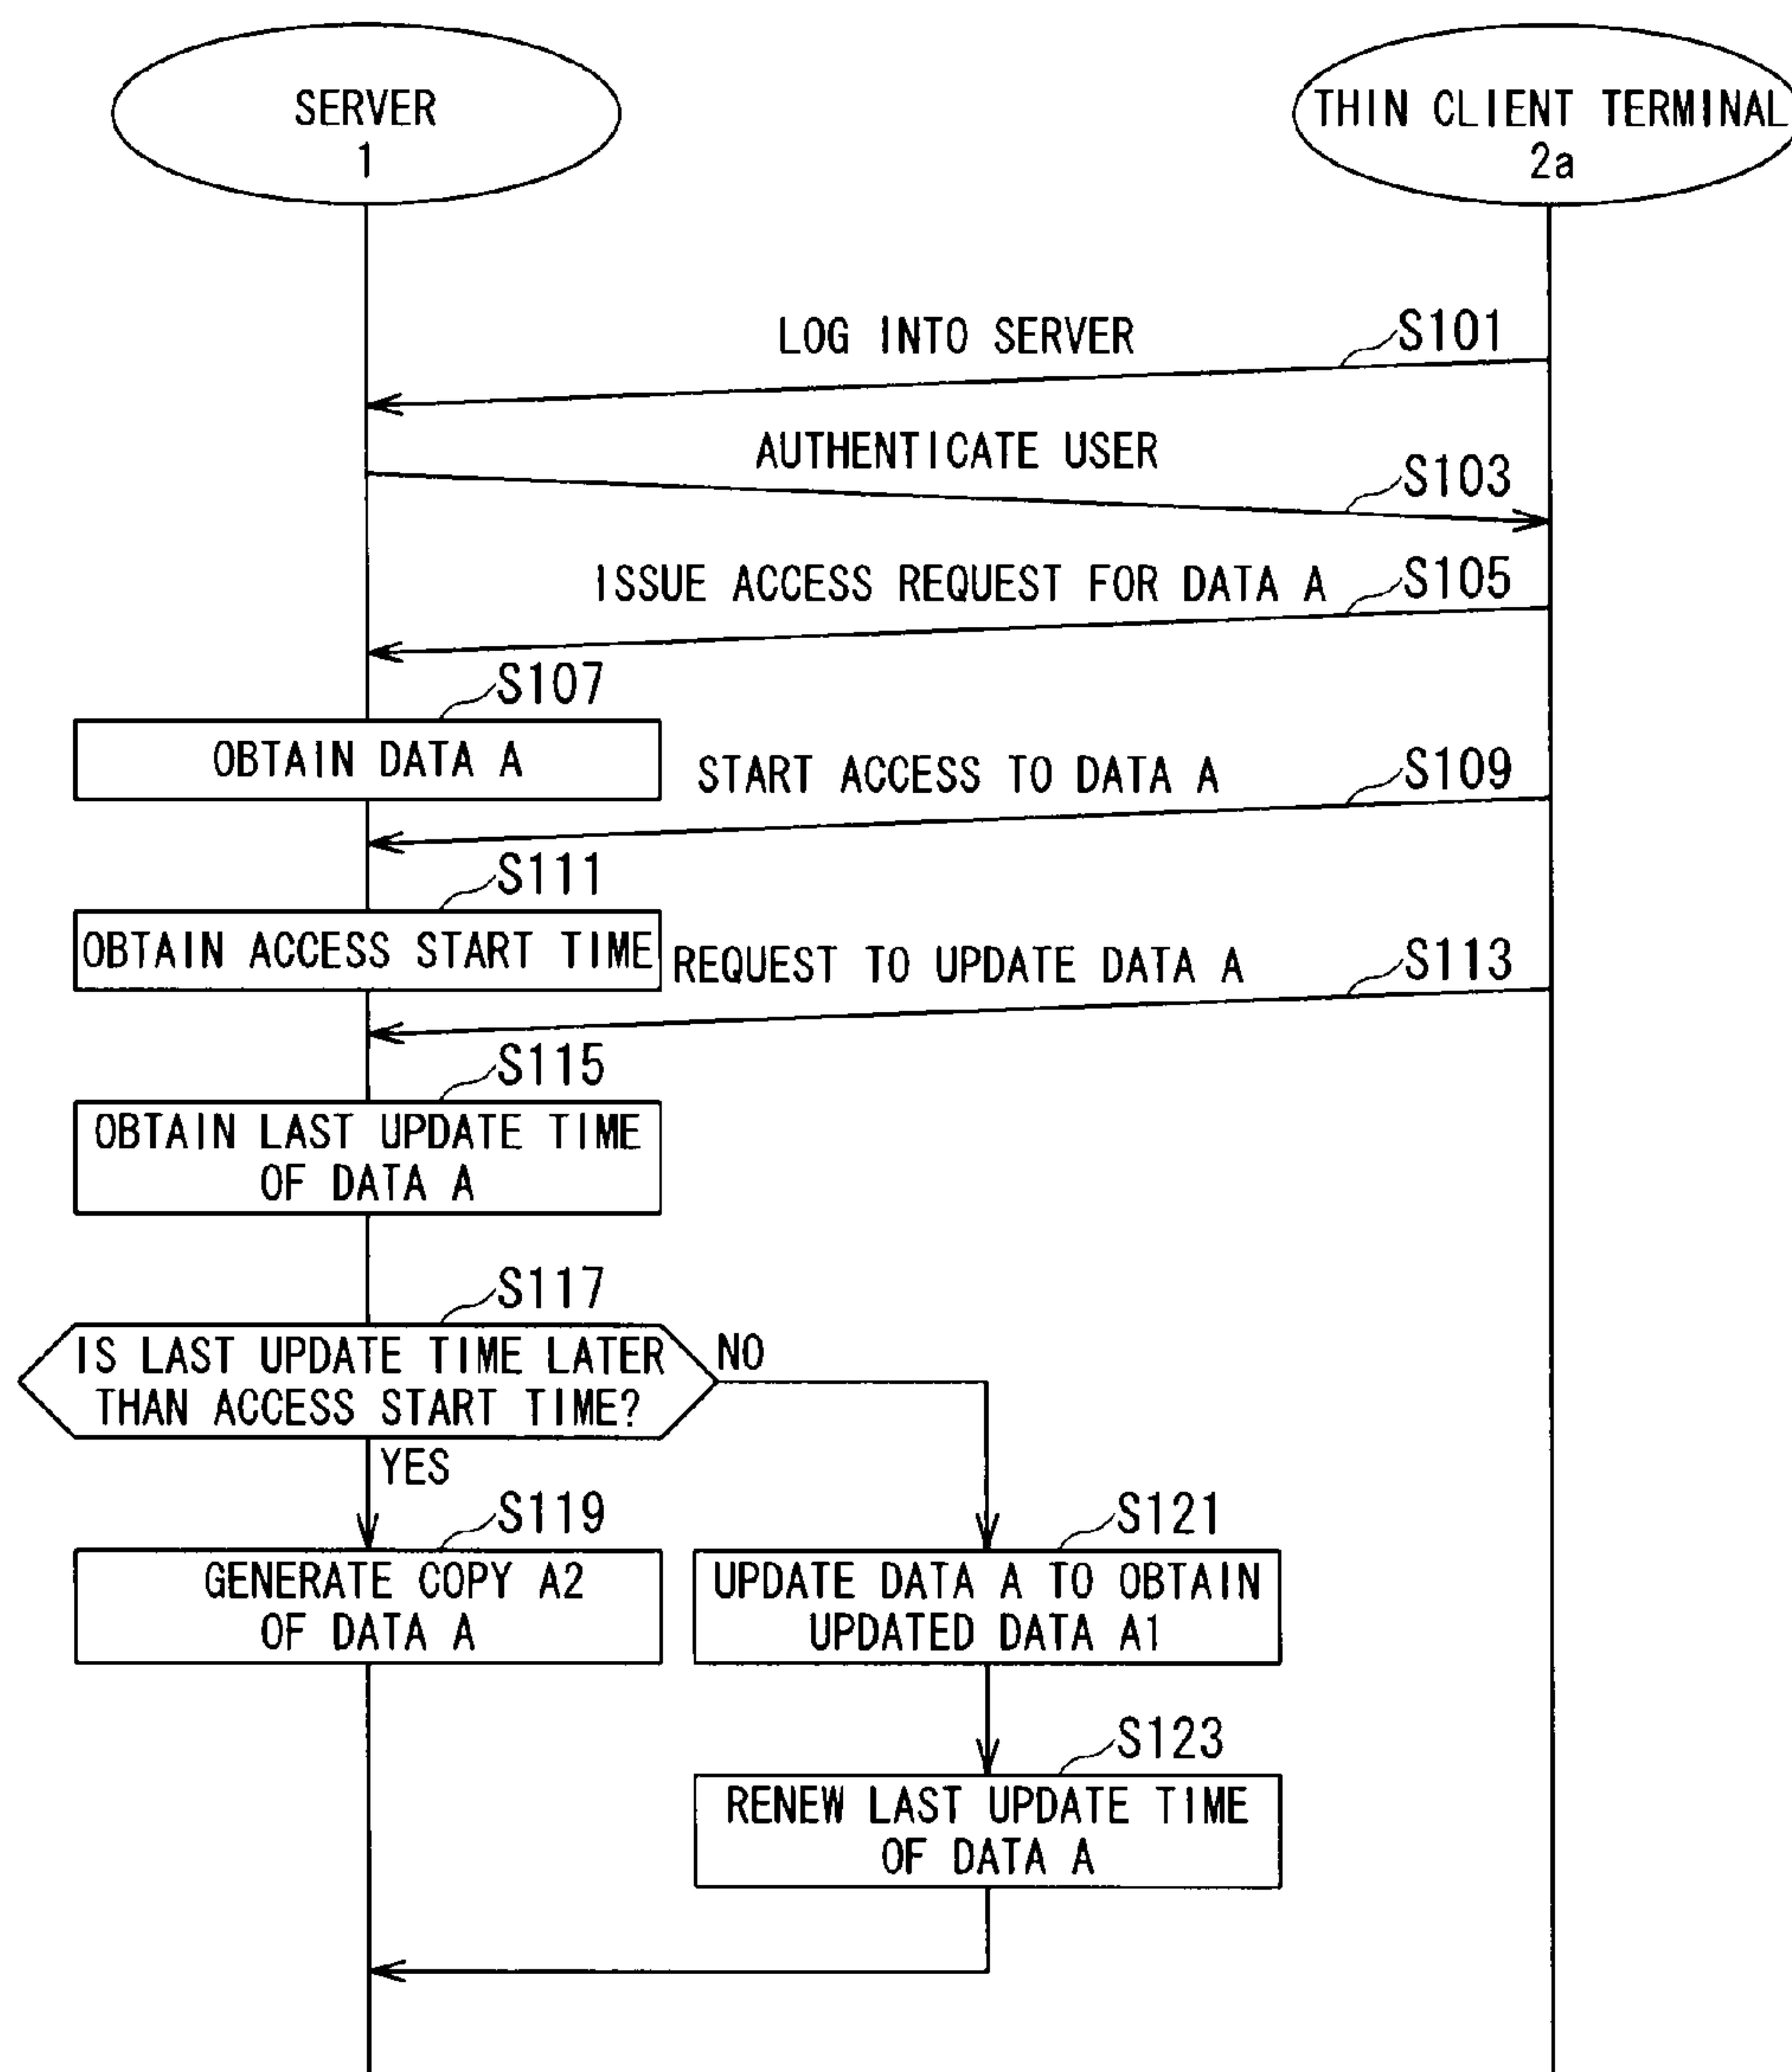 SERVER
1
THIN CLIENT TERMINAL
2a
LOG INTO SERVER
S101
AUTHENTICATE USER
S103
ISSUE ACCESS REQUEST FOR DATA A
S105
S107
OBTAIN DATA A
START ACCESS TO DATA A
S109
S111
OBTAIN ACCESS START TIME
REQUEST TO UPDATE DATA A
S113
S115
OBTAIN LAST UPDATE TIME
OF DATA A
S117
IS LAST UPDATE TIME LATER
THAN ACCESS START TIME?
NO
YES
S119
GENERATE COPY A2
OF DATA A
S121
UPDATE DATA A TO OBTAIN
UPDATED DATA A1
S123
RENEW LAST UPDATE TIME
OF DATA A